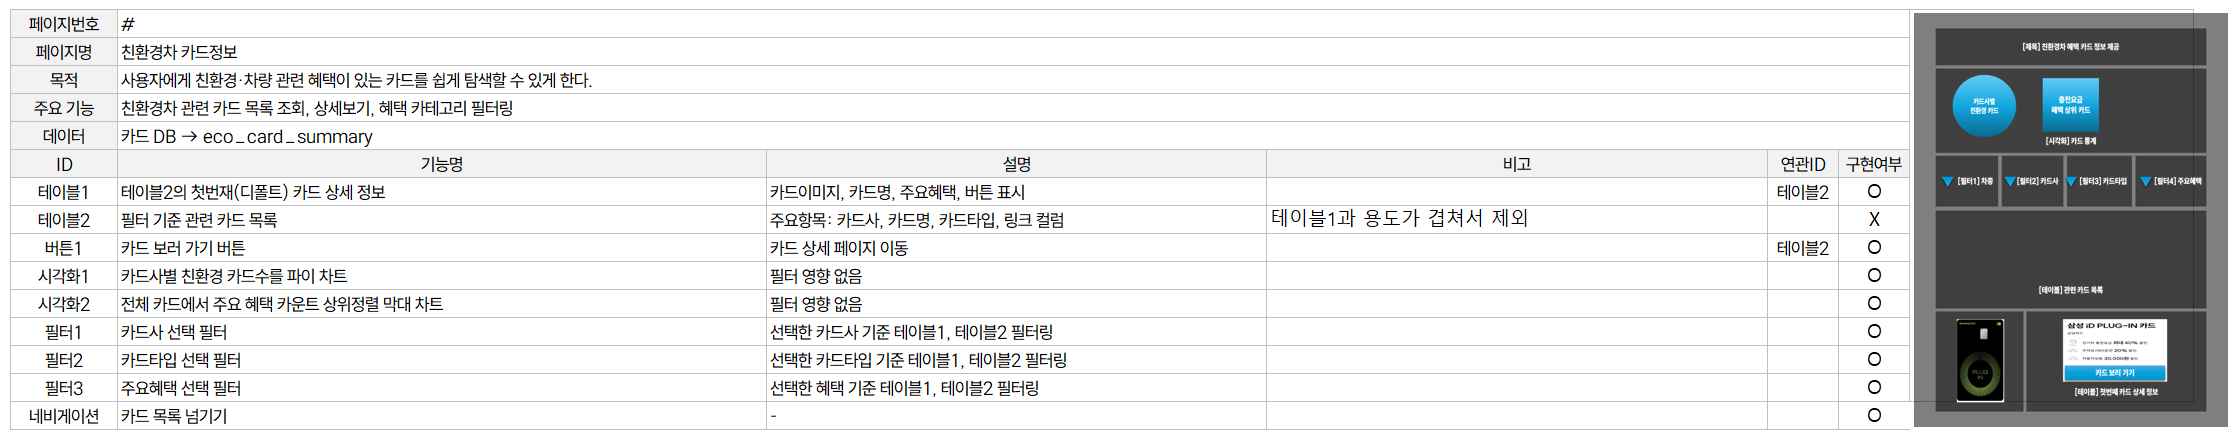 페이지번호 #
페이지명 친환경차 카드정보
목적 사용자에게 친환경·차량 관련 혜택이 있는 카드를 쉽게 탐색할 수 있게 한다.
주요 기능 친환경차 관련 카드 목록 조회, 상세보기, 혜택 카테고리 필터링
데이터 카드 DB → eco_card_summary
ID 기능명 설명 비고 연관ID 구현여부
테이블1 테이블2의 첫번째(디폴트) 카드 상세 정보 카드이미지, 카드명, 주요혜택, 버튼 표시 테이블2 O
테이블2 필터 기준 관련 카드 목록 주요항목: 카드사, 카드명, 카드타입, 링크 컬럼 테이블1과 용도가 겹쳐서 제외 X
버튼1 카드 보러 가기 버튼 카드 상세 페이지 이동 테이블2 O
시각화1 카드사별 친환경 카드수를 파이 차트 필터 영향 없음 O
시각화2 전체 카드에서 주요 혜택 카운트 상위정렬 막대 차트 필터 영향 없음 O
필터1 카드사 선택 필터 선택한 카드사 기준 테이블1, 테이블2 필터링 O
필터2 카드타입 선택 필터 선택한 카드타입 기준 테이블1, 테이블2 필터링 O
필터3 주요혜택 선택 필터 선택한 혜택 기준 테이블1, 테이블2 필터링 O
네비게이션 카드 목록 넘기기 - O
[제목] 친환경차 혜택 카드 정보 제공
카드사별
친환경 카드
충전요금
혜택 상위 카드
[시각화] 카드 통계
[필터1] 차종 [필터2] 카드사 [필터3] 카드타입 [필터4] 주요혜택
[테이블] 관련 카드 목록
PLUG
IN
삼성 iD PLUG-IN 카드
카드 보러 가기
[테이블] 첫번째 카드 상세 정보